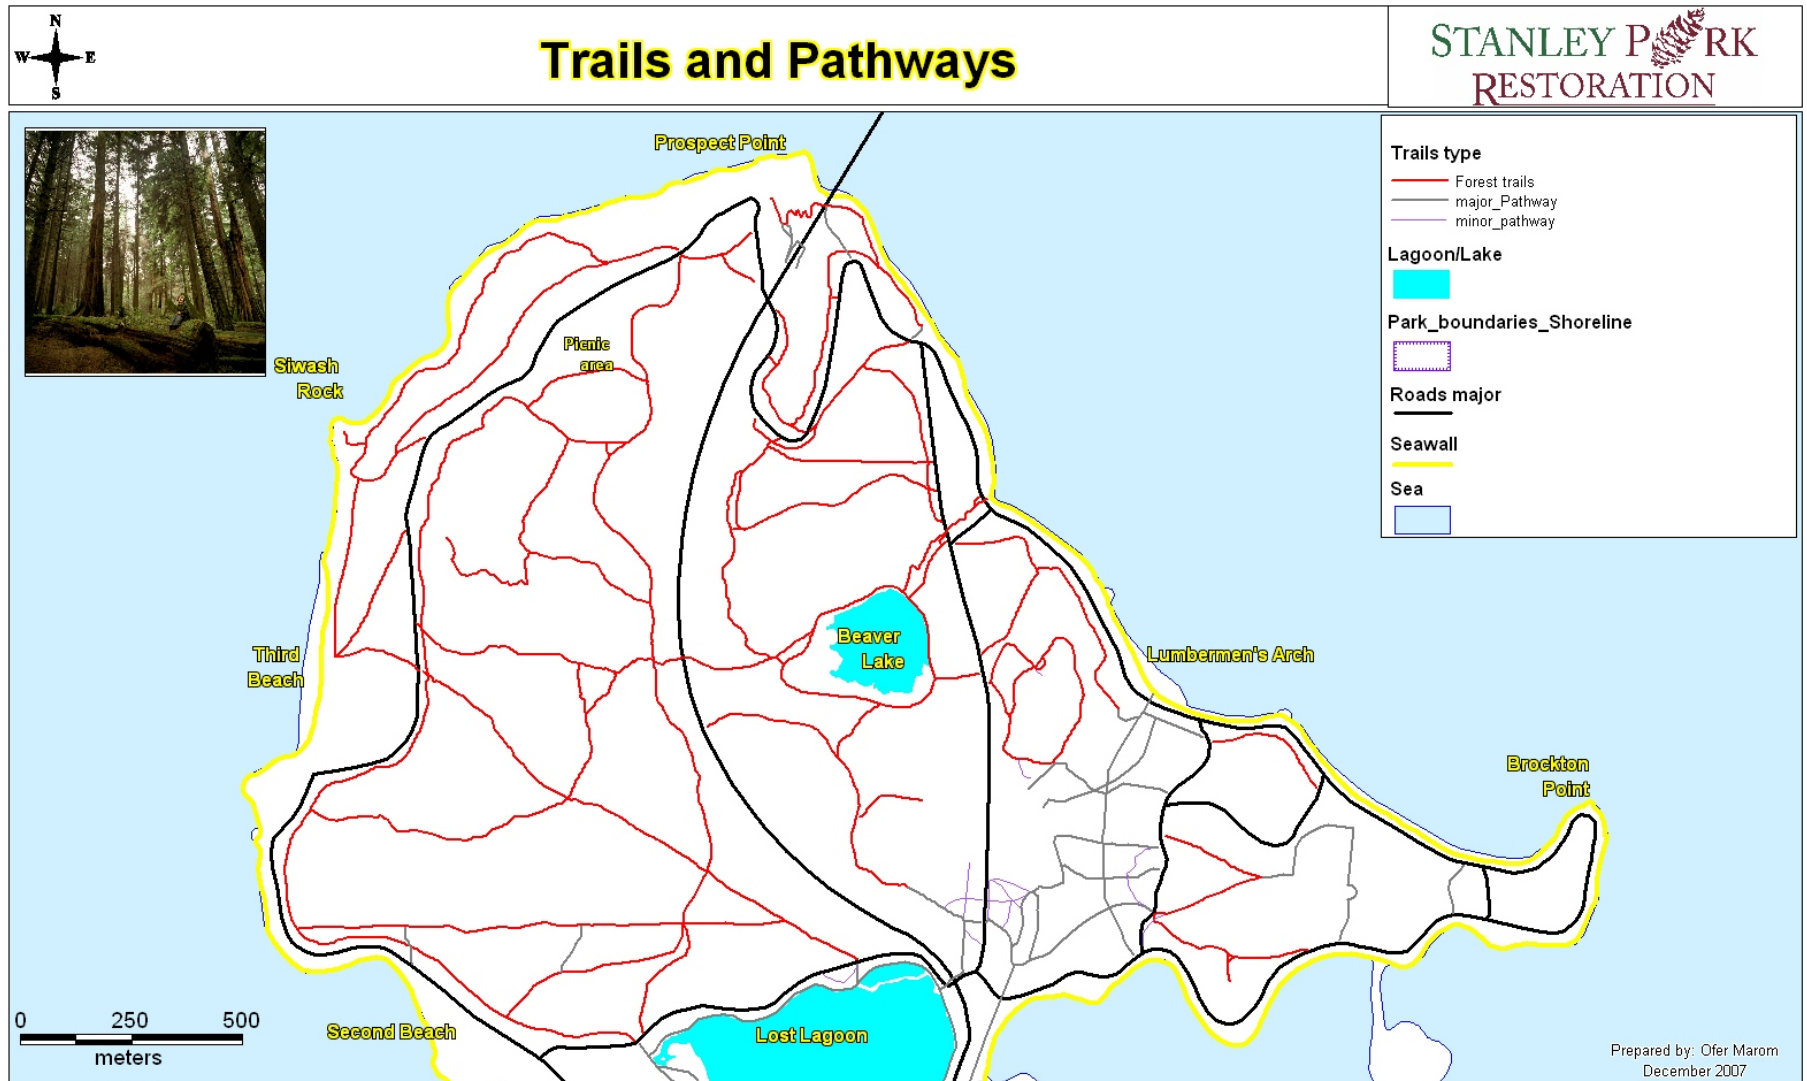 N
W E
S
Trails and Pathways
STANLEY PARK
RESTORATION
Prospect Point
Trails type
Forest trails
major_Pathway
minor_pathway
Lagoon/Lake
Park_boundaries_Shoreline
Roads major
Seawall
Sea
Picnic
area
Siwash
Rock
Beaver
Lake
Third
Beach
Lumbermen's Arch
Brockton
Point
Second Beach
Lost Lagoon
0 250 500
meters
Prepared by: Ofer Marom
December 2007